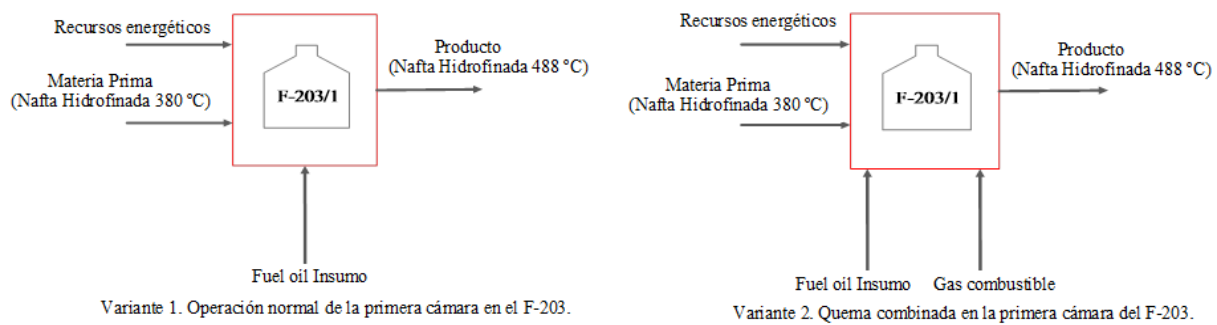 Recursos energéticos
Materia Prima
(Nafta Hidrofinada 380 °C)
F-203/1
Producto
(Nafta Hidrofinada 488 °C)
Fuel oil Insumo
Variante 1. Operación normal de la primera cámara en el F-203.
Recursos energéticos
Materia Prima
(Nafta Hidrofinada 380 °C)
F-203/1
Producto
(Nafta Hidrofinada 488 °C)
Fuel oil Insumo
Gas combustible
Variante 2. Quema combinada en la primera cámara del F-203.